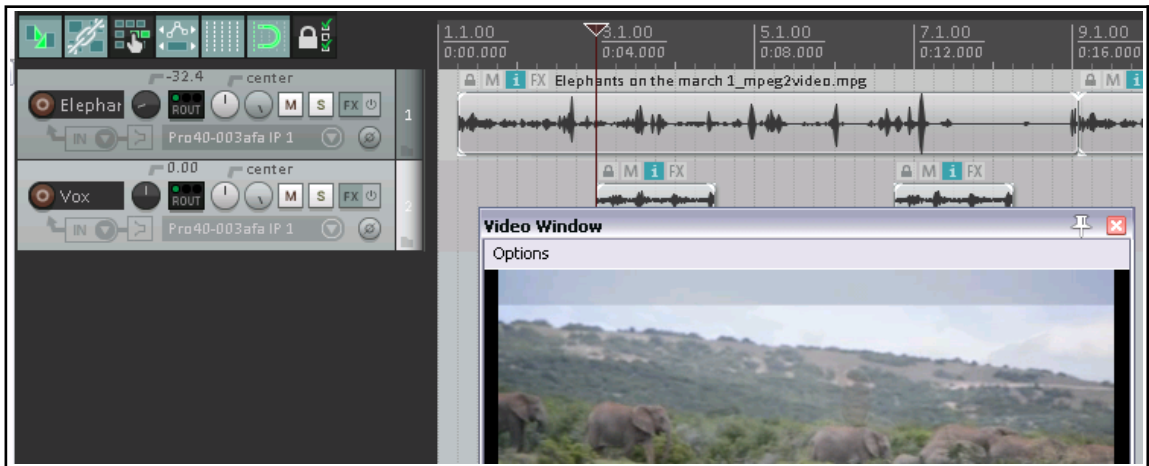 1.1.00 3.1.00 5.1.00 7.1.00 9.1.00
0:00.000 0:04.000 0:08.000 0:12.000 0:16.000
-32.4 center
M i FX Elephants on the march 1_mpeg2video.mpg M i
Elephar ROUT M S FX 1
IN Pro40-003afa IP 1
0.00 center
M i FX M i FX
Vox ROUT M S FX 2
IN Pro40-003afa IP 1
Video Window
Options